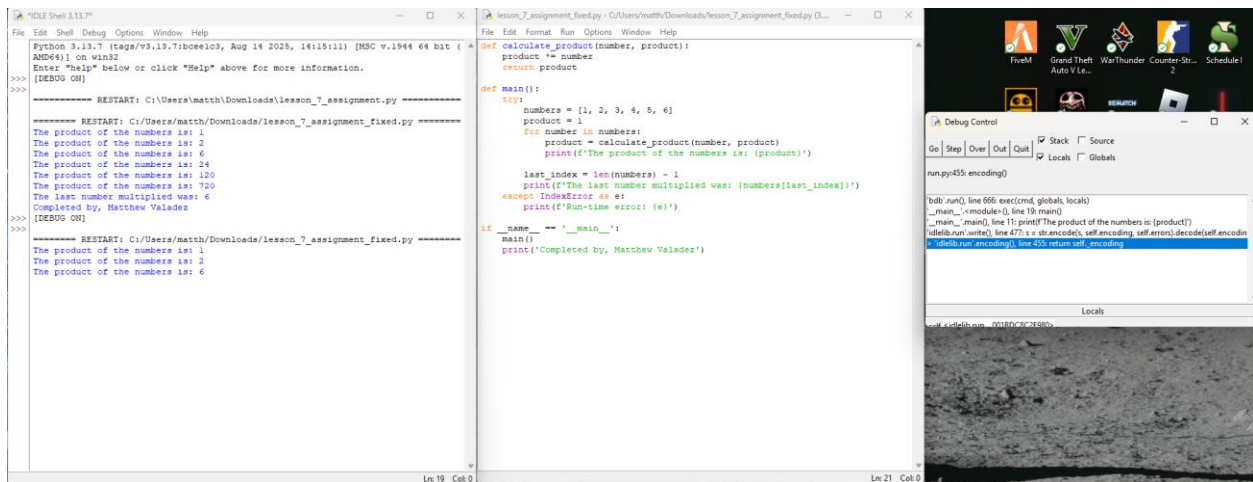 *IDLE Shell 3.13.7*
File Edit Shell Debug Options Window Help
Python 3.13.7 (tags/v3.13.7:bceelc3, Aug 14 2025, 14:15:11) [MSC v.1944 64 bit (
AMD64)] on win32
Enter "help" below or click "Help" above for more information.
>>> [DEBUG ON]
>>>
=========== RESTART: C:\Users\matth\Downloads\lesson_7_assignment.py ===========
======== RESTART: C:/Users/matth/Downloads/lesson_7_assignment_fixed.py ========
The product of the numbers is: 1
The product of the numbers is: 2
The product of the numbers is: 6
The product of the numbers is: 24
The product of the numbers is: 120
The product of the numbers is: 720
The last number multiplied was: 6
Completed by, Matthew Valadez
>>> [DEBUG ON]
>>>
======== RESTART: C:/Users/matth/Downloads/lesson_7_assignment_fixed.py ========
The product of the numbers is: 1
The product of the numbers is: 2
The product of the numbers is: 6
Ln: 19 Col: 0
lesson_7_assignment_fixed.py - C:/Users/matth/Downloads/lesson_7_assignment_fixed.py (3....
File Edit Format Run Options Window Help
def calculate_product(number, product):
    product *= number
    return product
def main():
    try:
        numbers = [1, 2, 3, 4, 5, 6]
        product = 1
        for number in numbers:
            product = calculate_product(number, product)
            print(f'The product of the numbers is: {product}')
        last_index = len(numbers) - 1
        print(f'The last number multiplied was: {numbers[last_index]}')
    except IndexError as e:
        print(f'Run-time error: {e}')
if __name__ == '__main__':
    main()
    print('Completed by, Matthew Valadez')
Ln: 21 Col: 0
FiveM
Grand Theft Auto V Le...
WarThunder
Counter-Str... 2
Schedule I
REMATCH
Debug Control
Go Step Over Out Quit Stack Source
Locals Globals
run.py:455: encoding()
'bdb'.run(), line 666: exec(cmd, globals, locals)
'__main__'.<module>(), line 19: main()
'__main__'.main(), line 11: print(f'The product of the numbers is: {product}')
'idlelib.run'.write(), line 477: s = str.encode(s, self.encoding, self.errors).decode(self.encodin
> 'idlelib.run'.encoding(), line 455: return self._encoding
Locals